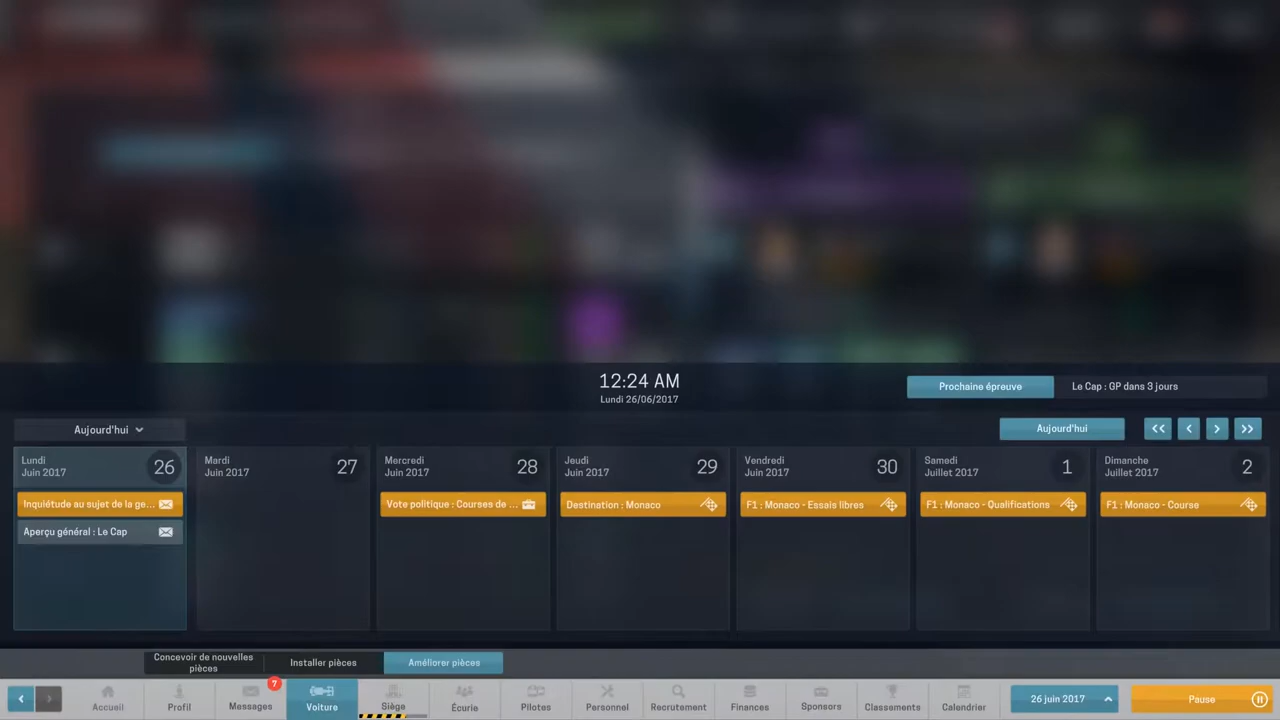 12:24 AM
Lundi 26/06/2017
Prochaine épreuve
Le Cap : GP dans 3 jours
Aujourd'hui
Aujourd'hui
Lundi
Juin 2017
26
Mardi
Juin 2017
27
Mercredi
Juin 2017
28
Jeudi
Juin 2017
29
Vendredi
Juin 2017
30
Samedi
Juillet 2017
1
Dimanche
Juillet 2017
2
Inquiétude au sujet de la ge...
Vote politique : Courses de ...
Destination : Monaco
F1 : Monaco - Essais libres
F1 : Monaco - Qualifications
F1 : Monaco - Course
Aperçu général : Le Cap
Concevoir de nouvelles
pièces
Installer pièces
Améliorer pièces
Accueil
Profil
7
Messages
Voiture
Siège
Écurie
Pilotes
Personnel
Recrutement
Finances
Sponsors
Classements
Calendrier
26 juin 2017
Pause